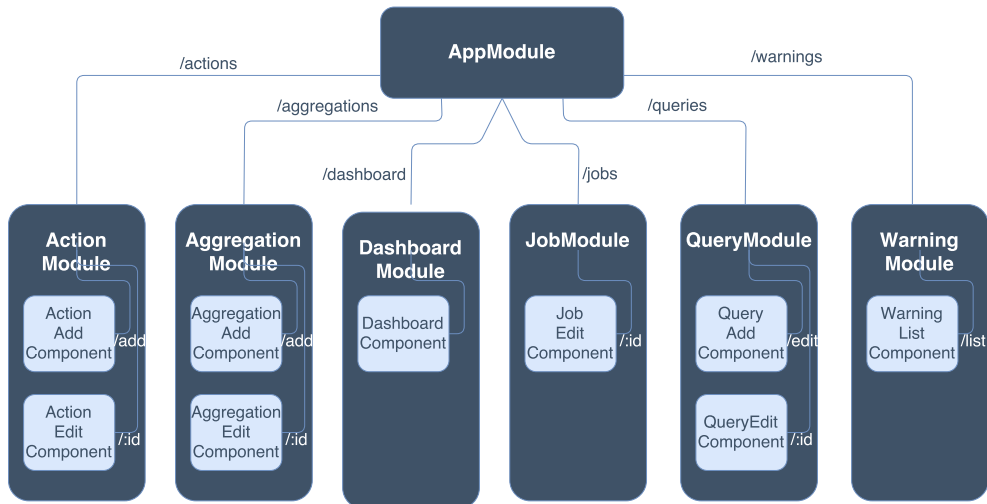 AppModule
/actions
/warnings
/aggregations
/queries
/dashboard
/jobs
Action
Module
Action
Add
Component
/add
Action
Edit
Component
/:id
Aggregation
Module
Aggregation
Add
Component
/add
Aggregation
Edit
Component
/:id
Dashboard
Module
Dashboard
Component
JobModule
Job
Edit
Component
/:id
QueryModule
Query
Add
Component
/edit
QueryEdit
Component
/:id
Warning
Module
Warning
List
Component
/list